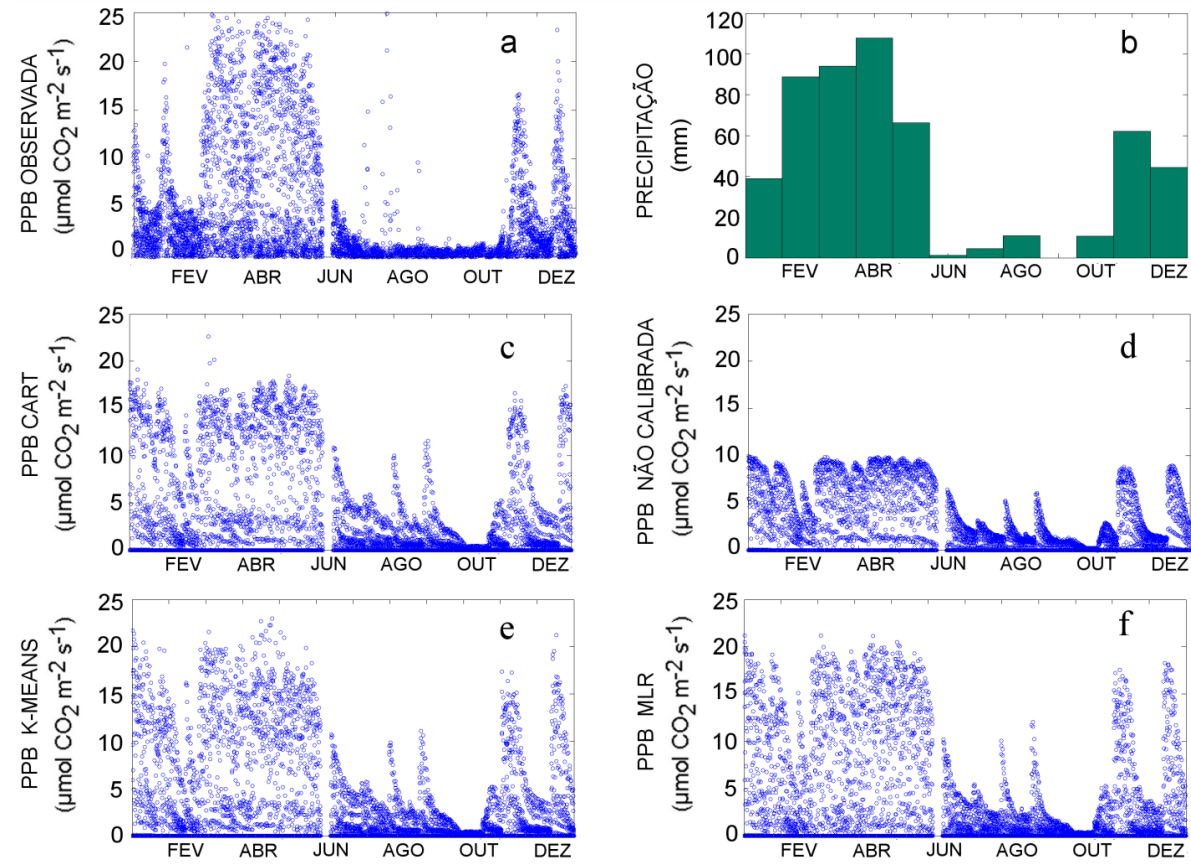 PPB OBSERVADA
(μmol CO2 m-2 s-1)
25
20
15
10
5
0
a
FEV ABR JUN AGO OUT DEZ
PRECIPITAÇÃO
(mm)
120
100
80
60
40
20
0
b
FEV ABR JUN AGO OUT DEZ
PPB CART
(μmol CO2 m-2 s-1)
25
20
15
10
5
0
c
FEV ABR JUN AGO OUT DEZ
PPB NÃO CALIBRADA
(μmol CO2 m-2 s-1)
25
20
15
10
5
0
d
FEV ABR JUN AGO OUT DEZ
PPB K-MEANS
(μmol CO2 m-2 s-1)
25
20
15
10
5
0
e
FEV ABR JUN AGO OUT DEZ
PPB MLR
(μmol CO2 m-2 s-1)
25
20
15
10
5
0
f
FEV ABR JUN AGO OUT DEZ